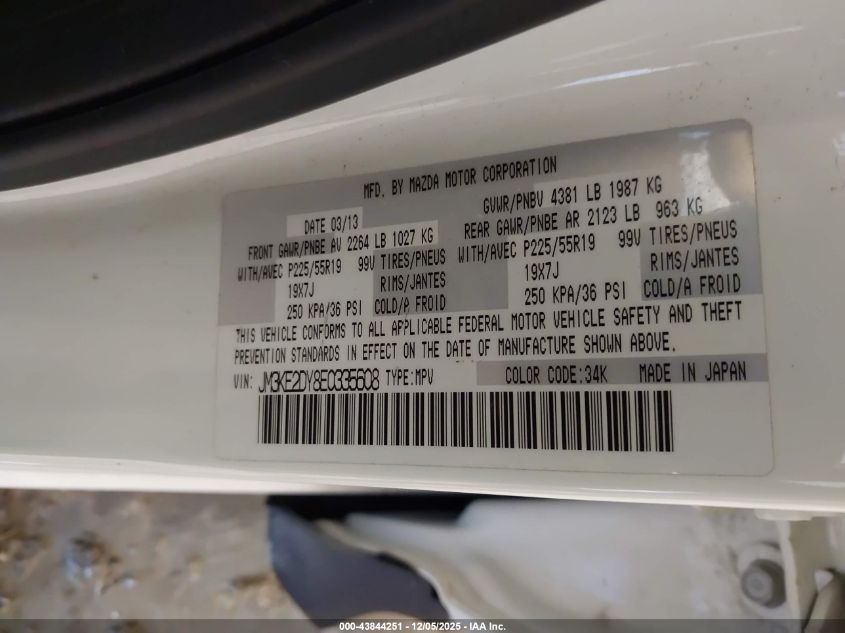 MFD. BY MAZDA MOTOR CORPORATION
DATE 03/13
GVWR/PNBV 4381 LB 1987 KG
FRONT GAWR/PNBE AV 2264 LB 1027 KG
REAR GAWR/PNBE AR 2123 LB 963 KG
WITH/AVEC P225/55R19 99V TIRES/PNEUS
WITH/AVEC P225/55R19 99V TIRES/PNEUS
19X7J RIMS/JANTES
19X7J RIMS/JANTES
250 KPA/36 PSI COLD/A FROID
250 KPA/36 PSI COLD/A FROID
THIS VEHICLE CONFORMS TO ALL APPLICABLE FEDERAL MOTOR VEHICLE SAFETY AND THEFT
PREVENTION STANDARDS IN EFFECT ON THE DATE OF MANUFACTURE SHOWN ABOVE.
VIN: JM3KE2DY8E0335608 TYPE:MPV COLOR CODE:34K MADE IN JAPAN
000-43844251 - 12/05/2025 - IAA Inc.